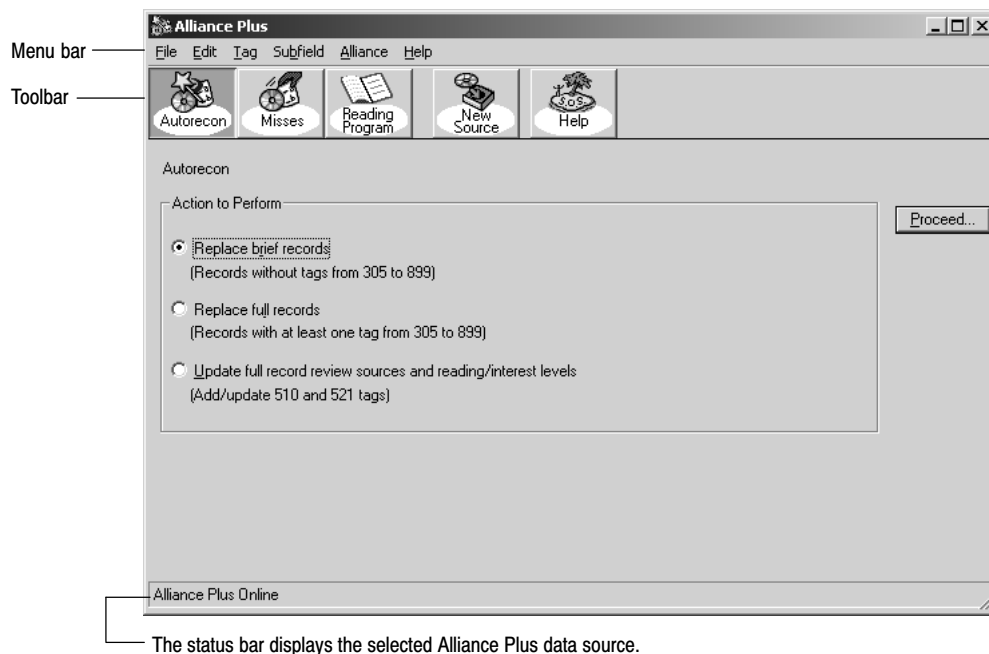 Alliance Plus
Menu bar
File Edit Tag Subfield Alliance Help
Toolbar
Autorecon
Misses
Reading
Program
New
Source
S.O.S.
Help
Autorecon
Action to Perform
Proceed...
Replace brief records
(Records without tags from 305 to 899)
Replace full records
(Records with at least one tag from 305 to 899)
Update full record review sources and reading/interest levels
(Add/update 510 and 521 tags)
Alliance Plus Online
The status bar displays the selected Alliance Plus data source.